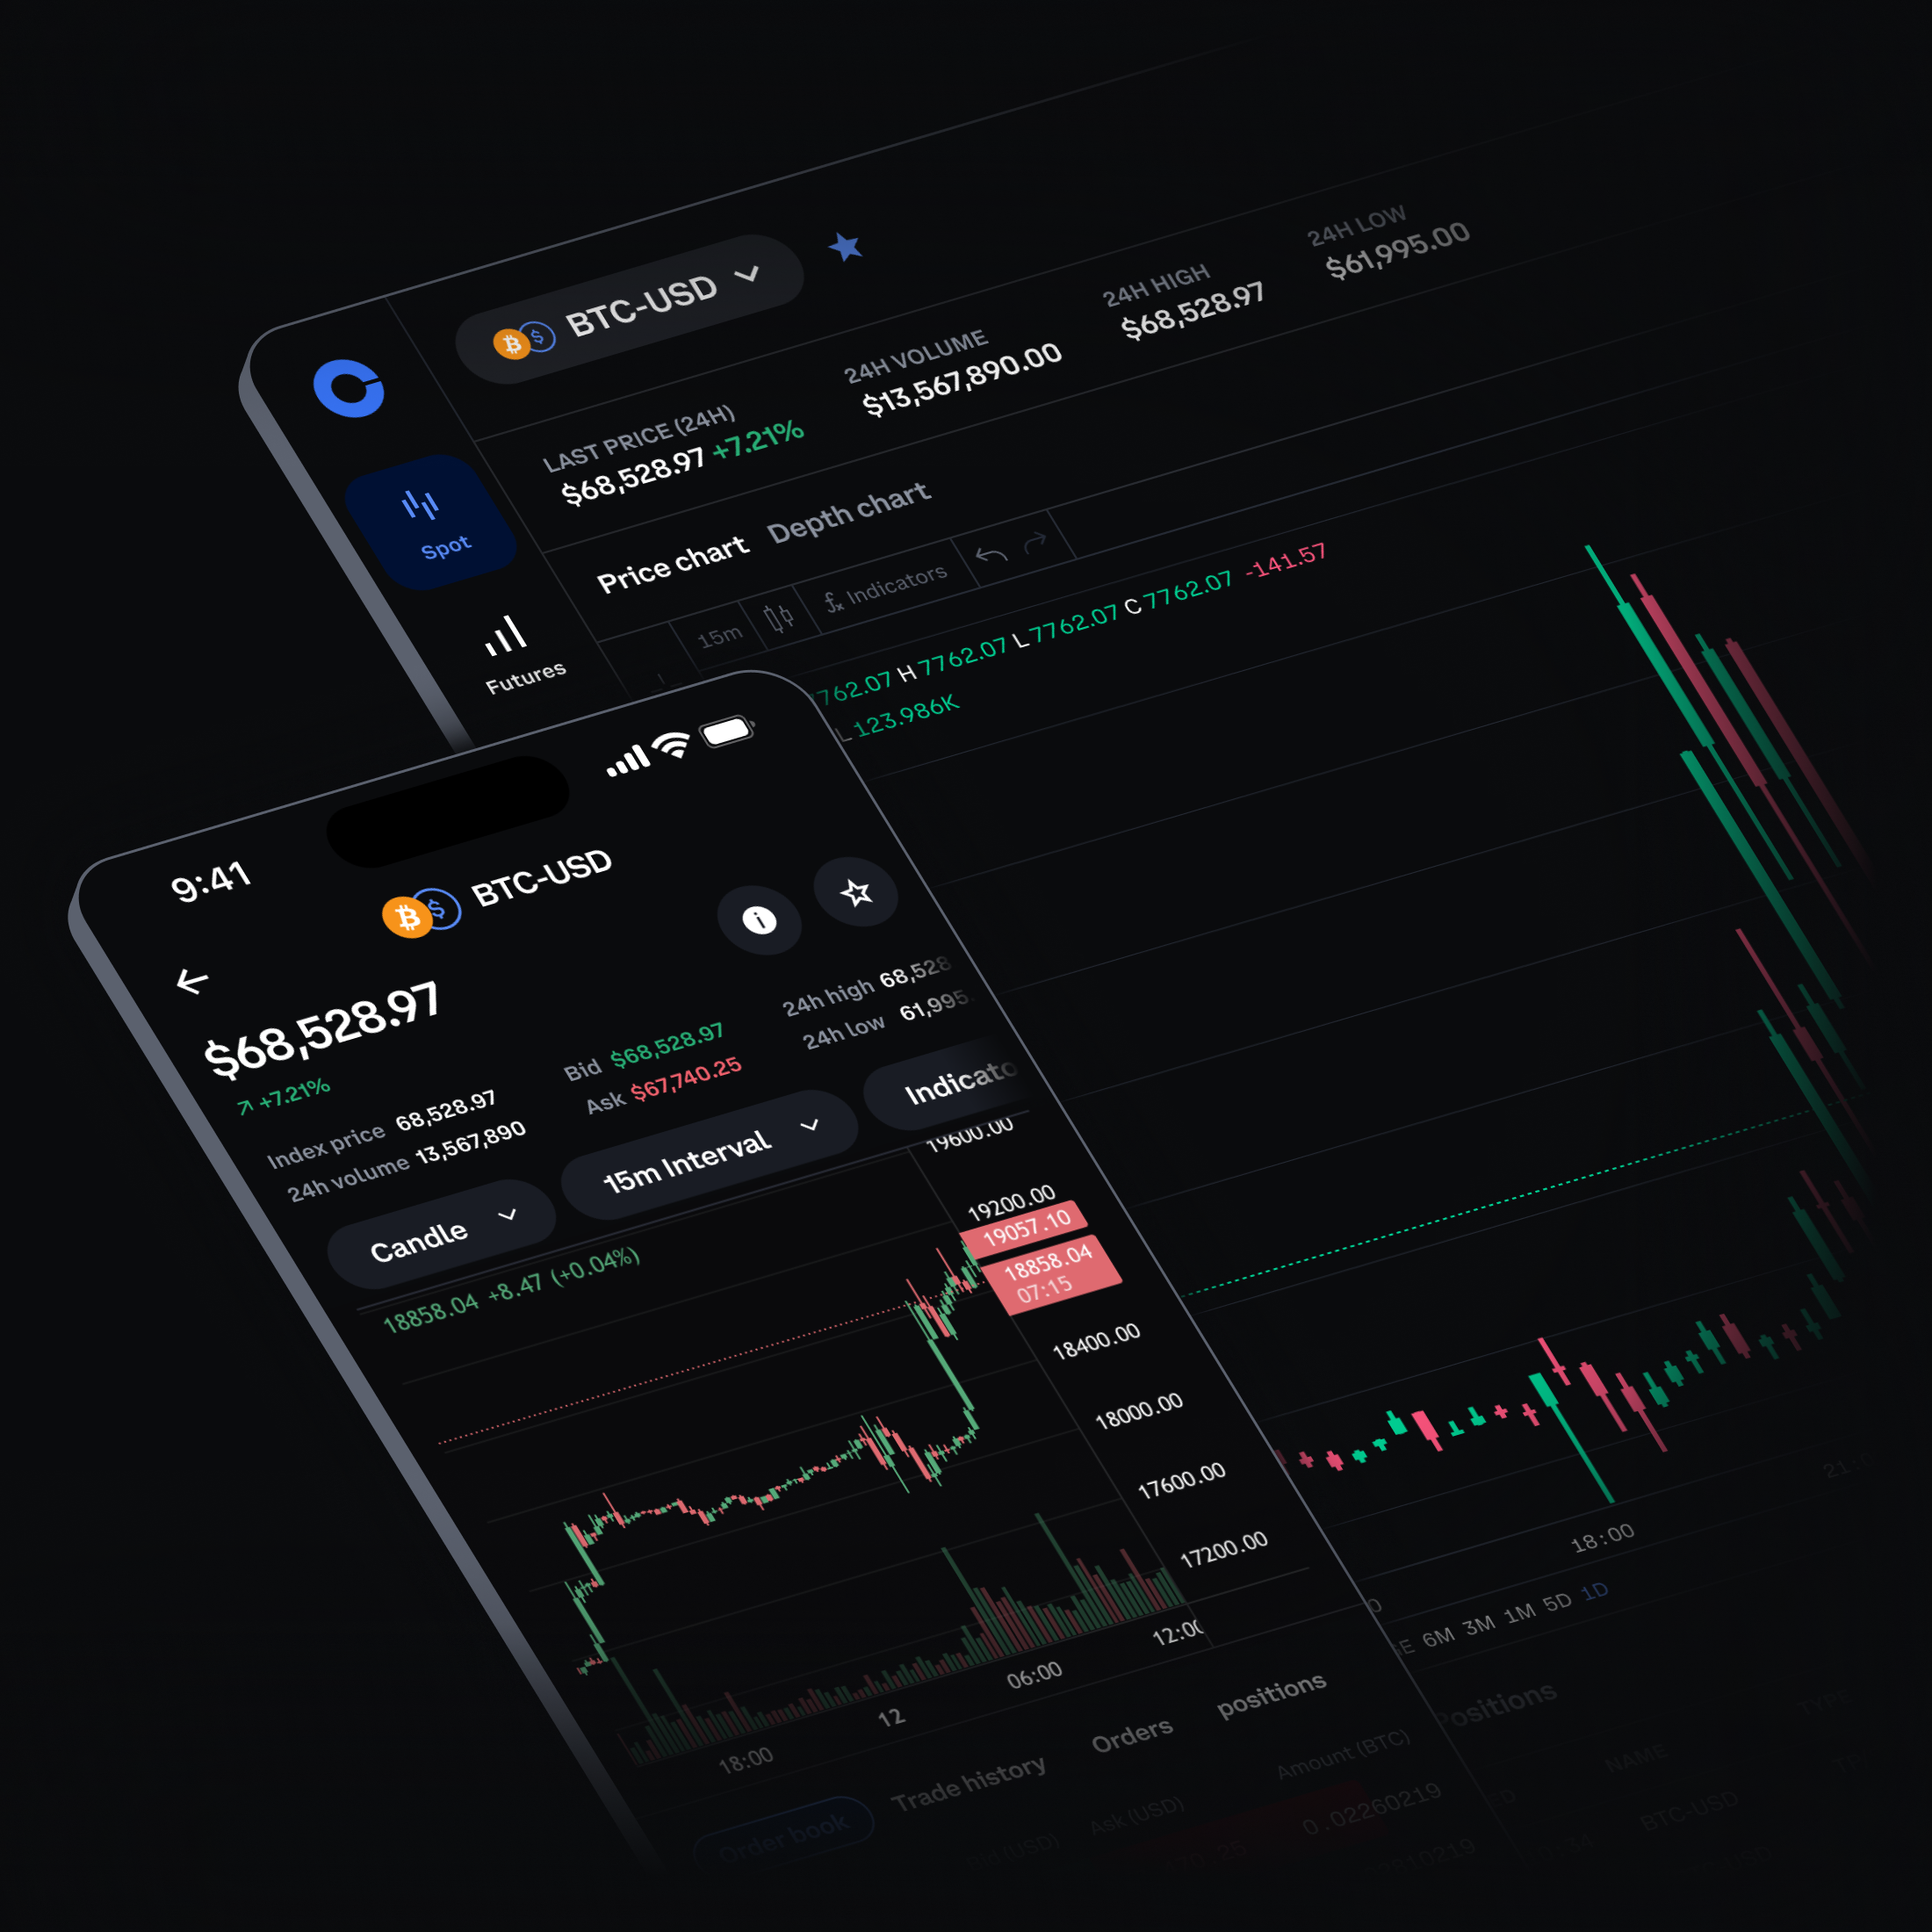 BTC-USD
LAST PRICE (24H)
$68,528.97 +7.21%
24H VOLUME
$13,567,890.00
24H HIGH
$68,528.97
24H LOW
$61,995.00
Spot
Futures
Price chart Depth chart
15m
fx Indicators
7762.07 H 7762.07 L 7762.07 C 7762.07 -141.57
L 123.986K
18:00
6M 3M 1M 5D 1D
positions
NAME
BTC-USD
9:41
BTC-USD
$68,528.97
+7.21%
Index price 68,528.97
24h volume 13,567,890
Bid $68,528.97
Ask $67,740.25
24h high 68,528
24h low 61,995.
Candle
15m Interval
Indicato
18858.04 +8.47 (+0.04%)
19600.00
19200.00
19057.10
18858.04
07:15
18400.00
18000.00
17600.00
17200.00
18:00
12
06:00
12:00
Order book
Trade history
Orders
positions
Bid (USD)
Ask (USD)
Amount (BTC)
0.02260219